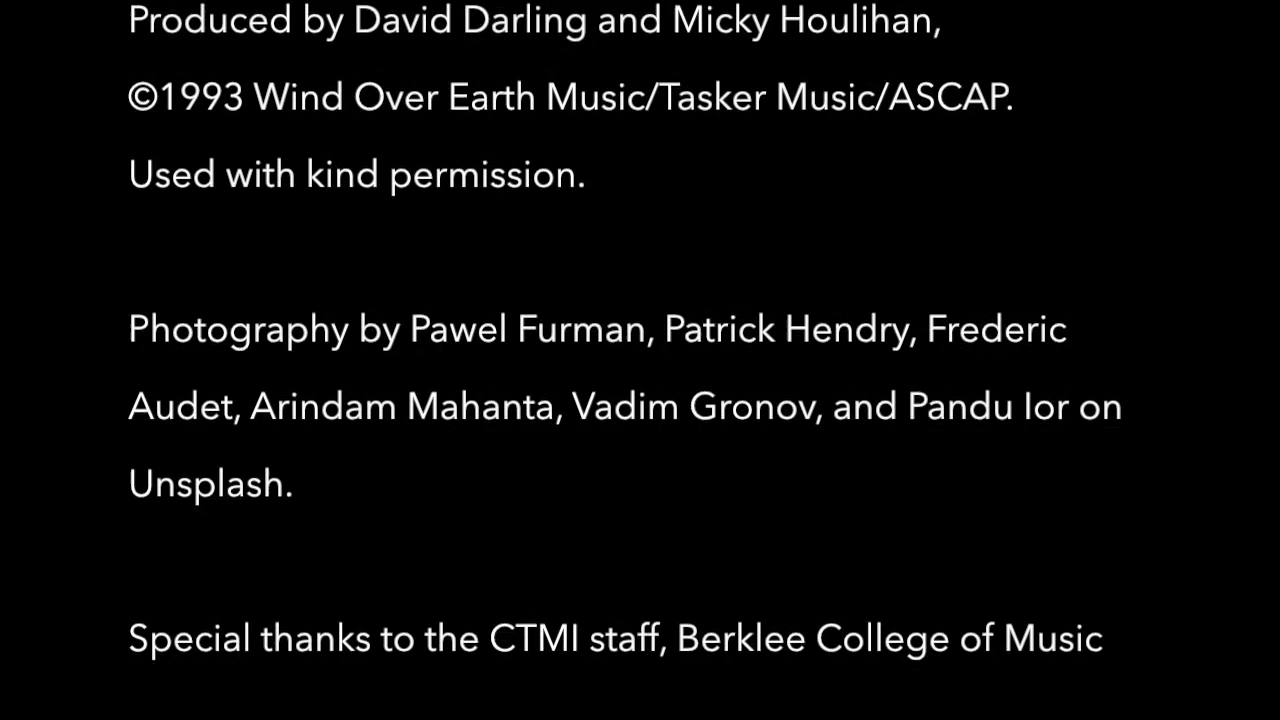 Produced by David Darling and Micky Houlihan,
©1993 Wind Over Earth Music/Tasker Music/ASCAP.
Used with kind permission.
Photography by Pawel Furman, Patrick Hendry, Frederic
Audet, Arindam Mahanta, Vadim Gronov, and Pandu Ior on
Unsplash.
Special thanks to the CTMI staff, Berklee College of Music